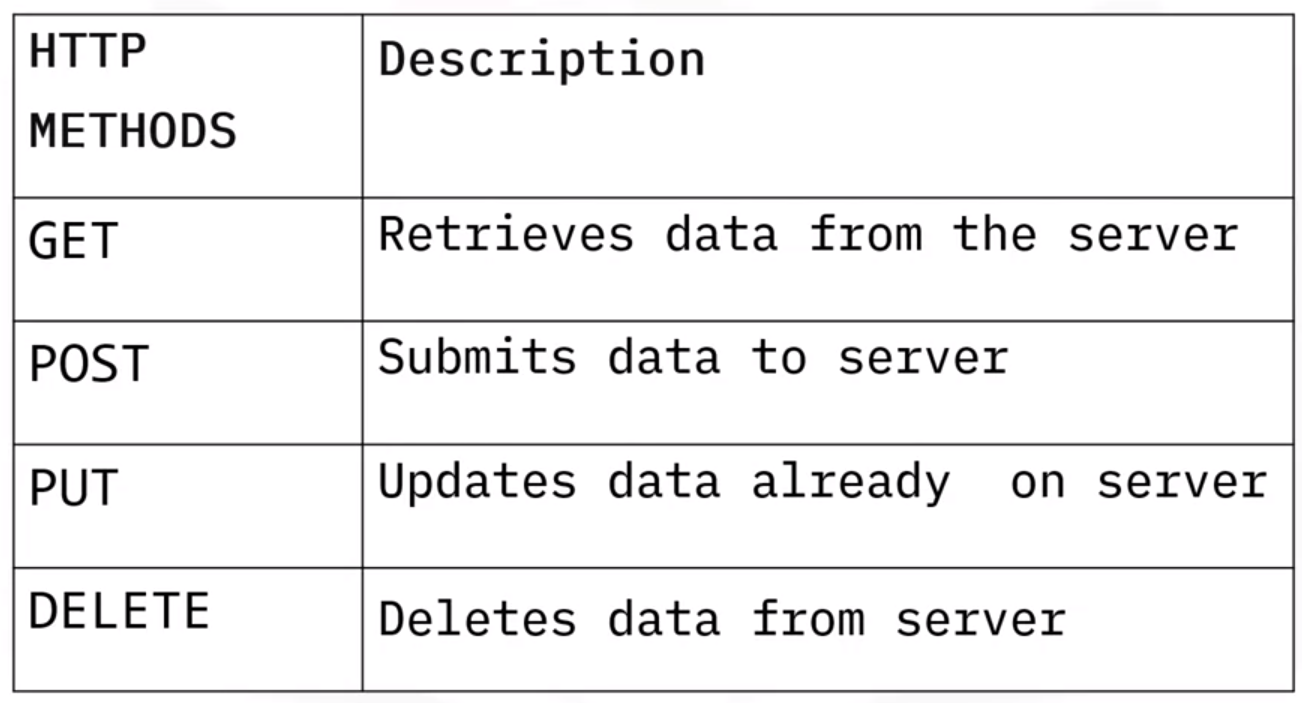 HTTP
METHODS
Description
GET
Retrieves data from the server
POST
Submits data to server
PUT
Updates data already  on server
DELETE
Deletes data from server